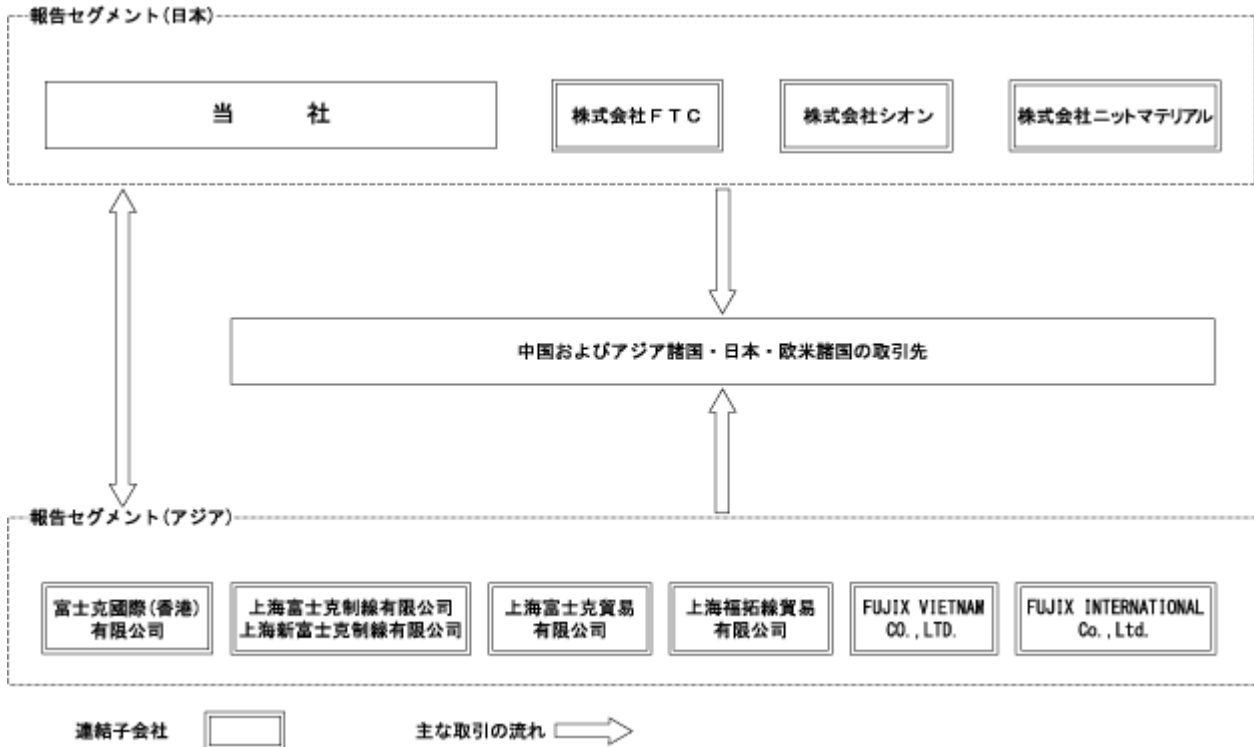 報告セグメント(日本)
当　　社
株式会社ＦＴＣ
株式会社シオン
株式会社ニットマテリアル
中国およびアジア諸国・日本・欧米諸国の取引先
報告セグメント(アジア)
富士克國際(香港)
有限公司
上海富士克制線有限公司
上海新富士克制線有限公司
上海富士克貿易
有限公司
上海福拓線貿易
有限公司
FUJIX VIETNAM
CO.,LTD.
FUJIX INTERNATIONAL
Co.,Ltd.
連結子会社
主な取引の流れ